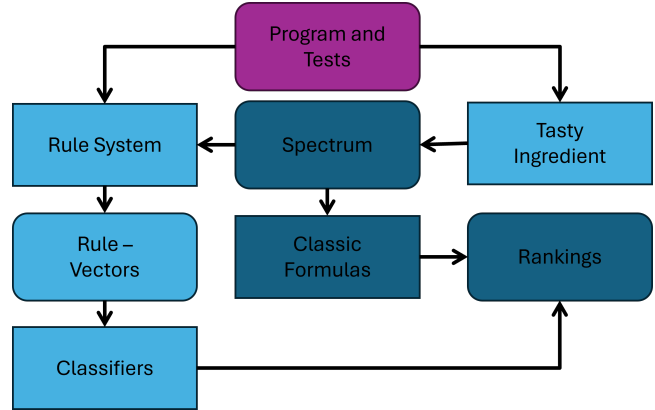 Program and
Tests
Rule System
Spectrum
Tasty
Ingredient
Rule –
Vectors
Classic
Formulas
Rankings
Classifiers